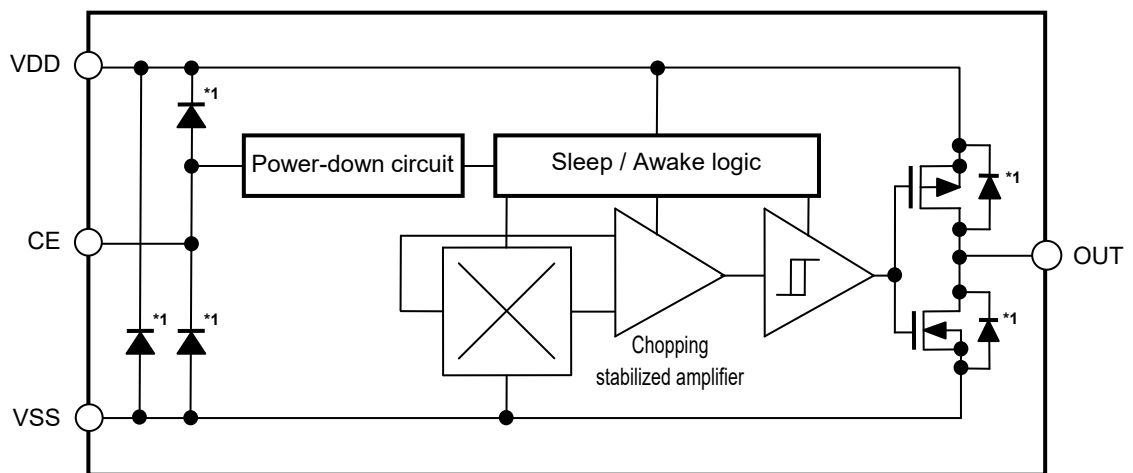 VDD
*1
Power-down circuit
Sleep / Awake logic
*1
CE
OUT
*1
*1
*1
Chopping
stabilized amplifier
VSS